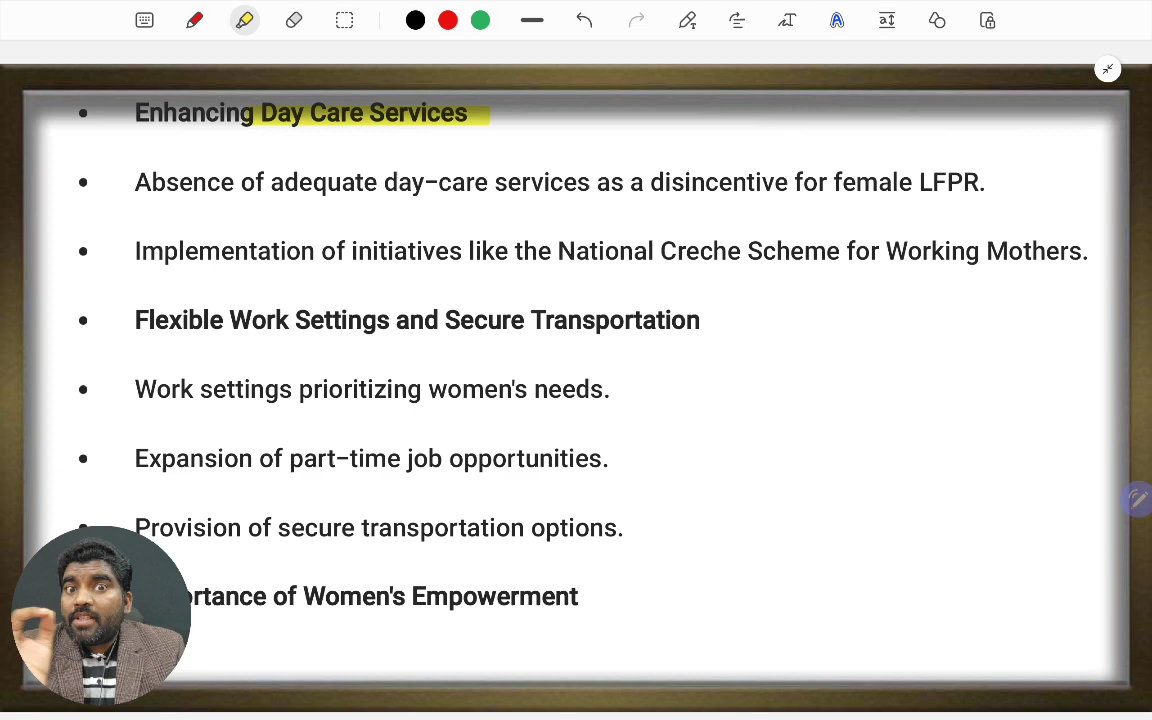 • Enhancing Day Care Services
• Absence of adequate day-care services as a disincentive for female LFPR.
• Implementation of initiatives like the National Creche Scheme for Working Mothers.
• Flexible Work Settings and Secure Transportation
• Work settings prioritizing women's needs.
• Expansion of part-time job opportunities.
• Provision of secure transportation options.
of Women's Empowerment